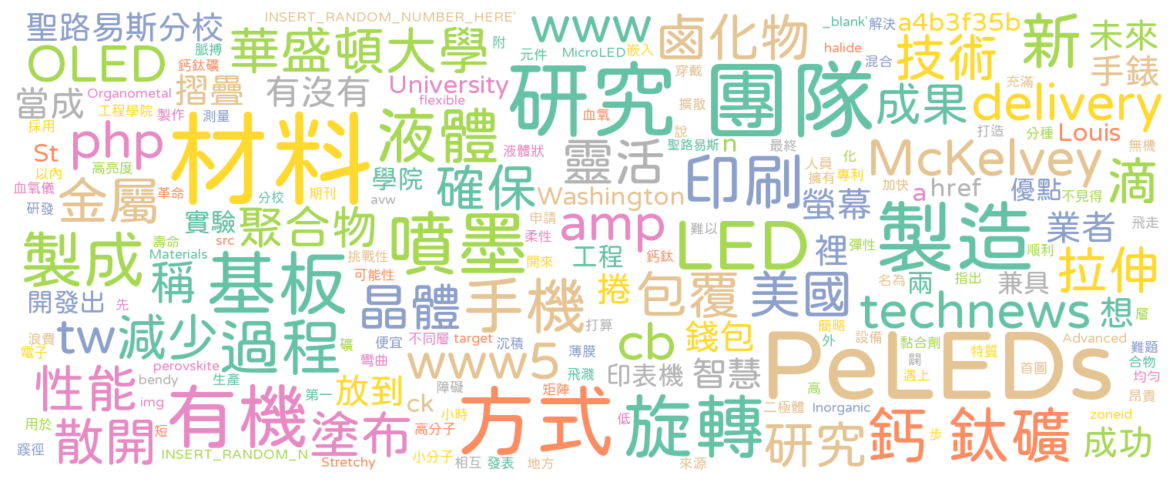 聖路易斯分校 INSERT_RANDOM_NUMBER_HERE' 附 www 鹵化物 _blank' 解決 a4b3f35b 新 未來
OLED 脈搏 華盛頓大學 元件 MicroLED 嵌入 halide 技術 手錶
鈣鈦礦 穿戴 混合
當成 Organometal 摺疊 有沒有 University 研究 團隊 成果 充滿 delivery
採用 工程學院 製作 測量 flexible 血氧 擴散 打造 分種 Louis
php 材料 液體 說 McKelvey 無機
St 高亮度 液體狀 靈活 聖路易斯 n 最終 人員 化 專利
以內 擁有 加快 滴
血氧儀 金屬 革命 分校 期刊 學院 確保 Washington 印刷 螢幕 a href 優點 不見得
研發 實驗 avw 申請 難以 飛走
src 聚合物 噴墨 柔性 amp LED 裡 彈性 製造 業者 順利
製成 壽命 Materials 挑戰性 工程 鈣鈦 指出 拉伸
稱 基板 可能性 開來 包覆 美國 名為 兩 兼具
開發出 先 晶體 手機 捲 technews 想 層
浪費 tw 減少 過程 礦 不同層 打算 cb 錢包 簡略 難題
電子 便宜 target 沉積 外 設備 黏合劑 Advanced
perovskite www5 彎曲 薄膜 特質 合物
性能 bendy 生產 障礙 飛濺 印表機 智慧 PeLEDs 闕 遇上 首圖 均勻
img 第一 放到 ck 小時 矩陣 高 昂貴
用於 散開 短 有機 塗布 高分子 方式 低 旋轉 二極體 Inorganic 鈣 鈦礦 zoneid
蹊徑 INSERT_RANDOM_N 小分子 研究 步 成功
Stretchy 相互 發表 地方 來源